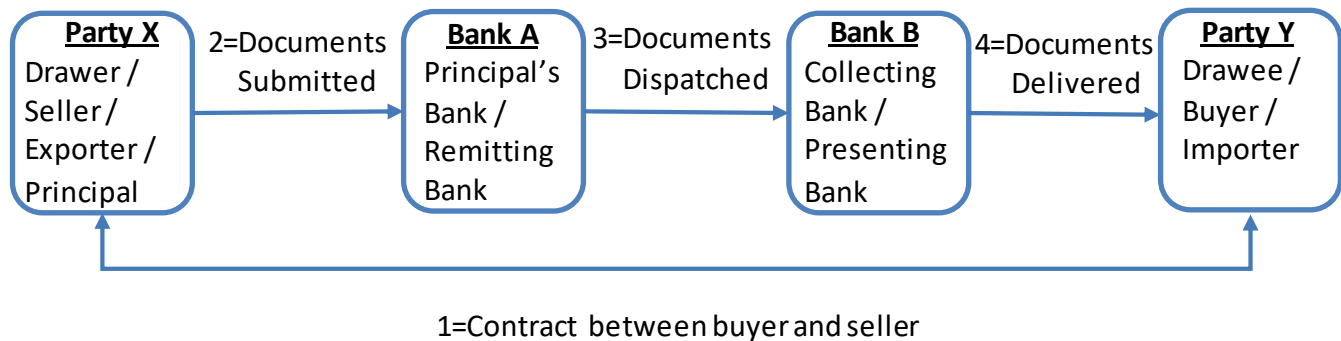 Party X
Drawer /
Seller /
Exporter /
Principal
2=Documents
Submitted
Bank A
Principal's
Bank /
Remitting
Bank
3=Documents
Dispatched
Bank B
Collecting
Bank /
Presenting
Bank
4=Documents
Delivered
Party Y
Drawee /
Buyer /
Importer
1=Contract between buyer and seller